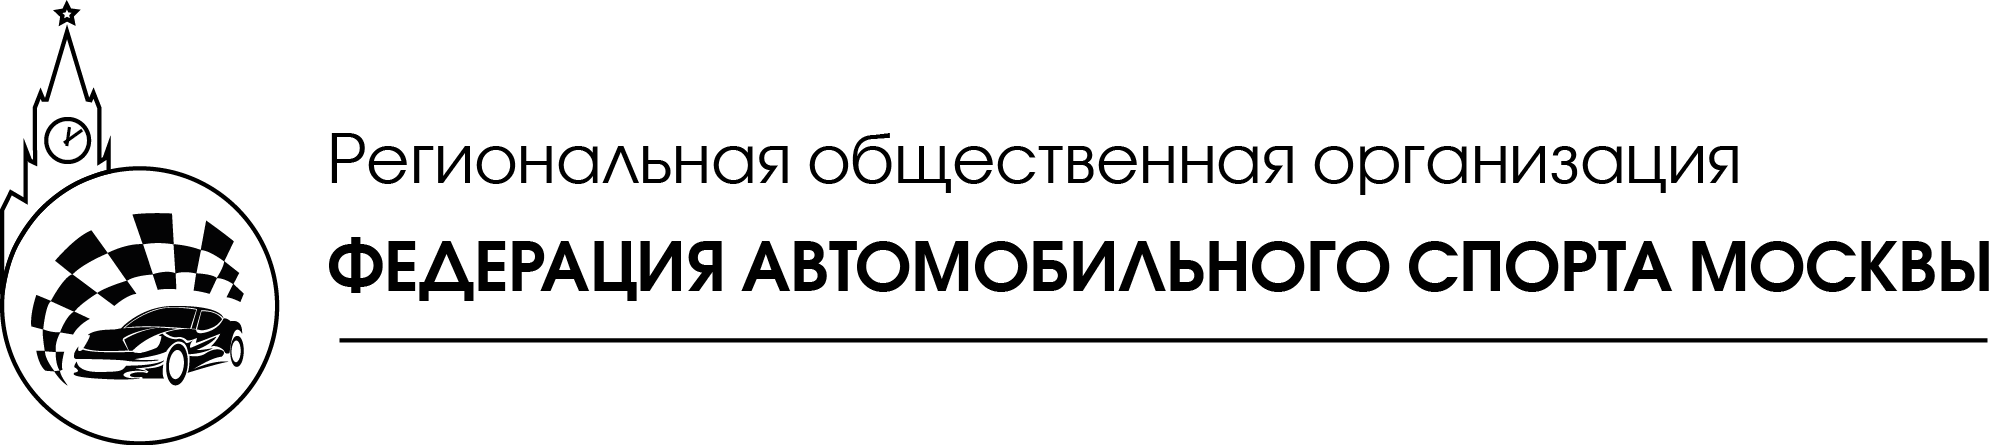 Региональная общественная организация
ФЕДЕРАЦИЯ АВТОМОБИЛЬНОГО СПОРТА МОСКВЫ